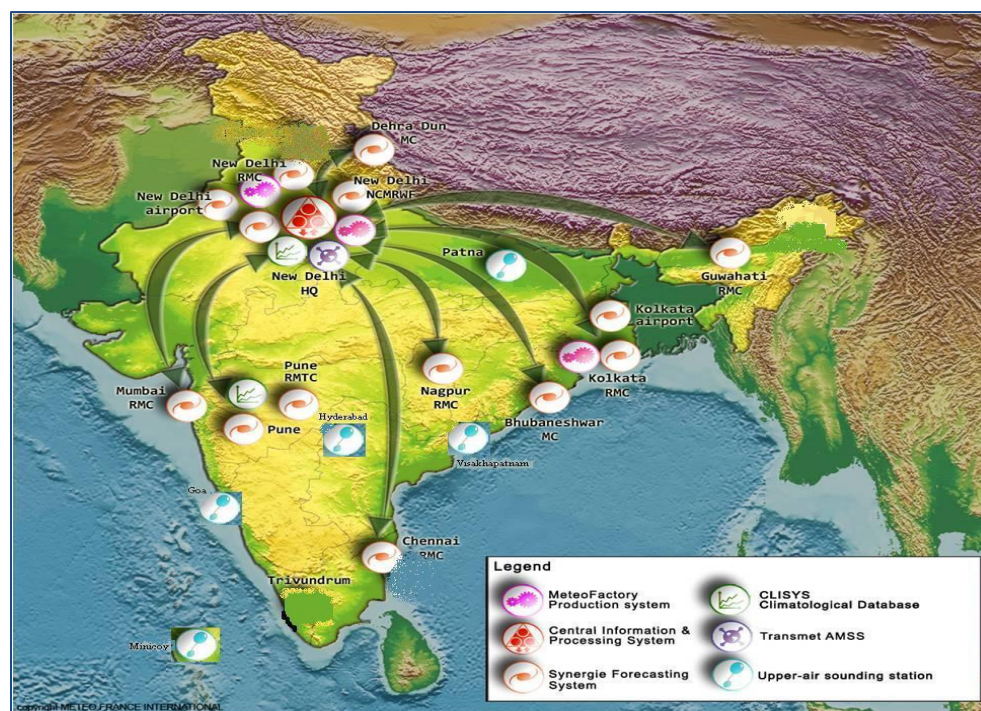 Dehra Dun
MC
New Delhi
RMC
New Delhi
NCMRWF
New Delhi
airport
New Delhi
HQ
Patna
Guwahati
RMC
Kolkata
airport
Kolkata
RMC
Bhubaneshwar
MC
Nagpur
RMC
Mumbai
RMC
Pune
RMTC
Pune
Hyderabad
Visakhapatnam
Goa
Chennai
RMC
Trivundrum
Minicoy
Legend
MeteoFactory
Production system
CLISYS
Climatological Database
Central Information &
Processing System
Transmet AMSS
Synergie Forecasting
System
Upper-air sounding station
copyright METEO FRANCE INTERNATIONAL